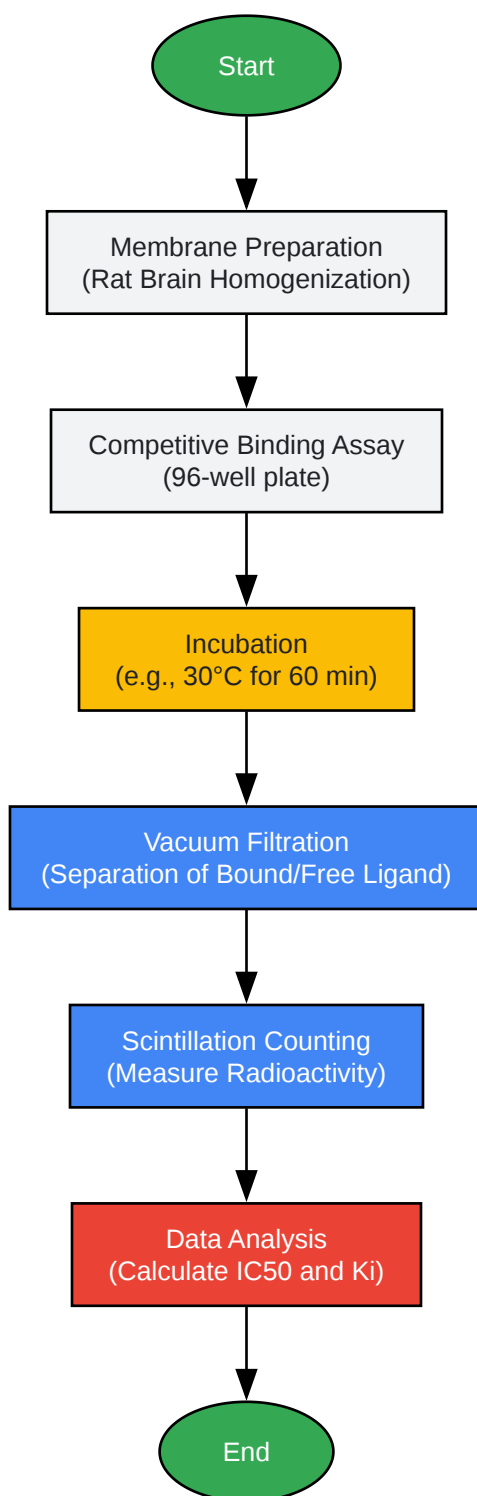 Start
Membrane Preparation
(Rat Brain Homogenization)
Competitive Binding Assay
(96-well plate)
Incubation
(e.g., 30°C for 60 min)
Vacuum Filtration
(Separation of Bound/Free Ligand)
Scintillation Counting
(Measure Radioactivity)
Data Analysis
(Calculate IC50 and Ki)
End